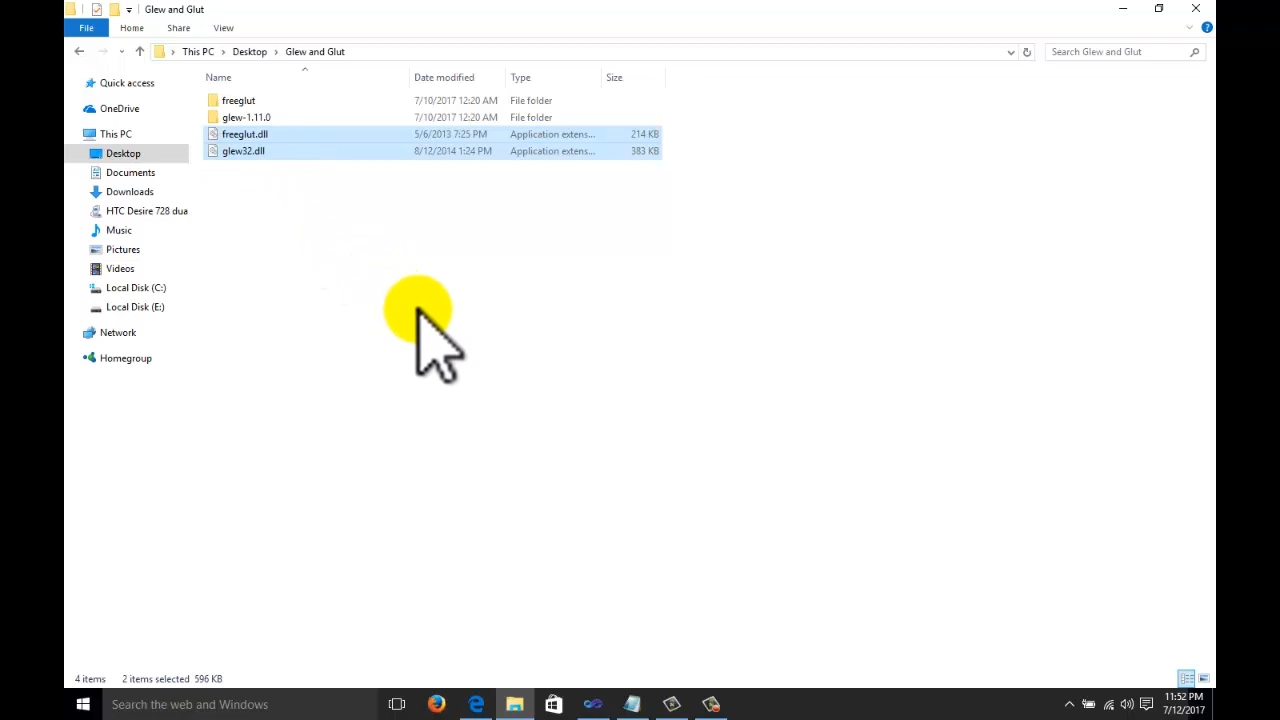 Glew and Glut
File
Home
Share
View
This PC
Desktop
Glew and Glut
Search Glew and Glut
Name
Date modified
Type
Size
Quick access
OneDrive
This PC
Desktop
Documents
Downloads
HTC Desire 728 dua
Music
Pictures
Videos
Local Disk (C:)
Local Disk (E:)
Network
Homegroup
freeglut 7/10/2017 12:20 AM File folder
glew-1.11.0 7/10/2017 12:20 AM File folder
freeglut.dll 5/6/2013 7:25 PM Application extens... 214 KB
glew32.dll 8/12/2014 1:24 PM Application extens... 383 KB
4 items 2 items selected 596 KB
Search the web and Windows
11:52 PM
7/12/2017